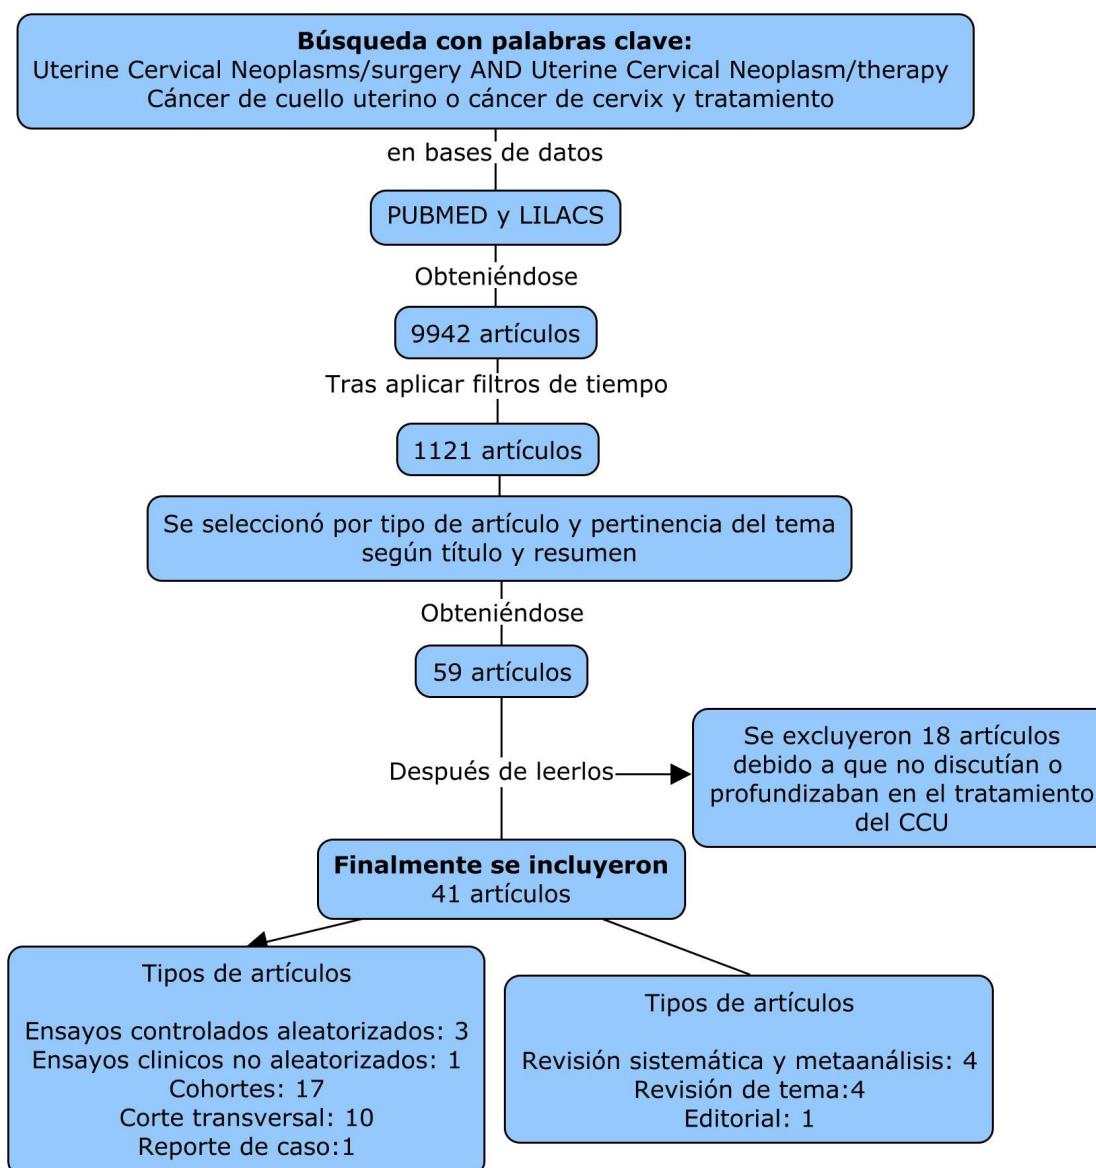 Búsqueda con palabras clave:
Uterine Cervical Neoplasms/surgery AND Uterine Cervical Neoplasm/therapy
Cáncer de cuello uterino o cáncer de cervix y tratamiento
en bases de datos
PUBMED y LILACS
Obteniéndose
9942 artículos
Tras aplicar filtros de tiempo
1121 artículos
Se seleccionó por tipo de artículo y pertinencia del tema
según título y resumen
Obteniéndose
59 artículos
Después de leerlos
Se excluyeron 18 artículos
debido a que no discutían o
profundizaban en el tratamiento
del CCU
Finalmente se incluyeron
41 artículos
Tipos de artículos
Ensayos controlados aleatorizados: 3
Ensayos clinicos no aleatorizados: 1
Cohortes: 17
Corte transversal: 10
Reporte de caso:1
Tipos de artículos
Revisión sistemática y metaanálisis: 4
Revisión de tema:4
Editorial: 1